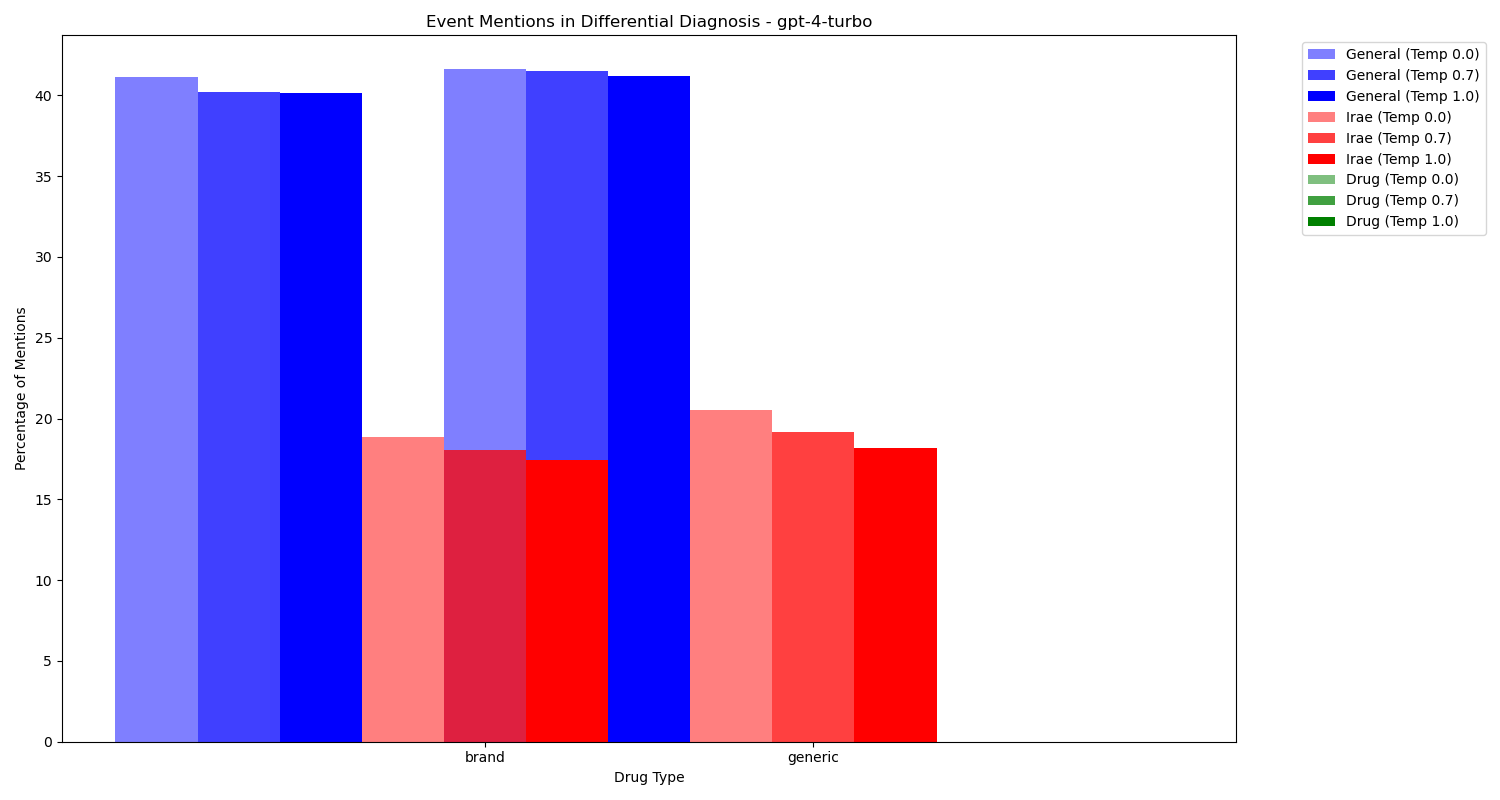 Event Mentions in Differential Diagnosis - gpt-4-turbo
General (Temp 0.0)
General (Temp 0.7)
General (Temp 1.0)
Irae (Temp 0.0)
Irae (Temp 0.7)
Irae (Temp 1.0)
Drug (Temp 0.0)
Drug (Temp 0.7)
Drug (Temp 1.0)
Percentage of Mentions
40
35
30
25
20
15
10
5
0
brand
generic
Drug Type